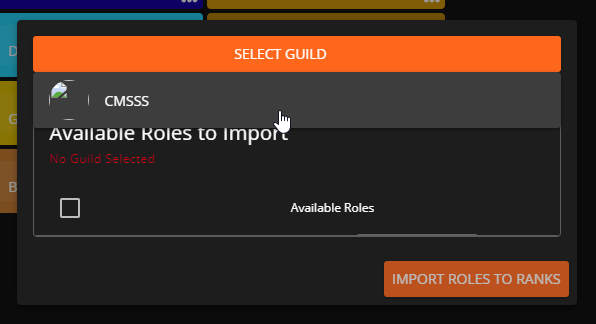 SELECT GUILD
CMSSS
Available Roles to Import
No Guild Selected
Available Roles
IMPORT ROLES TO RANKS
D
G
B